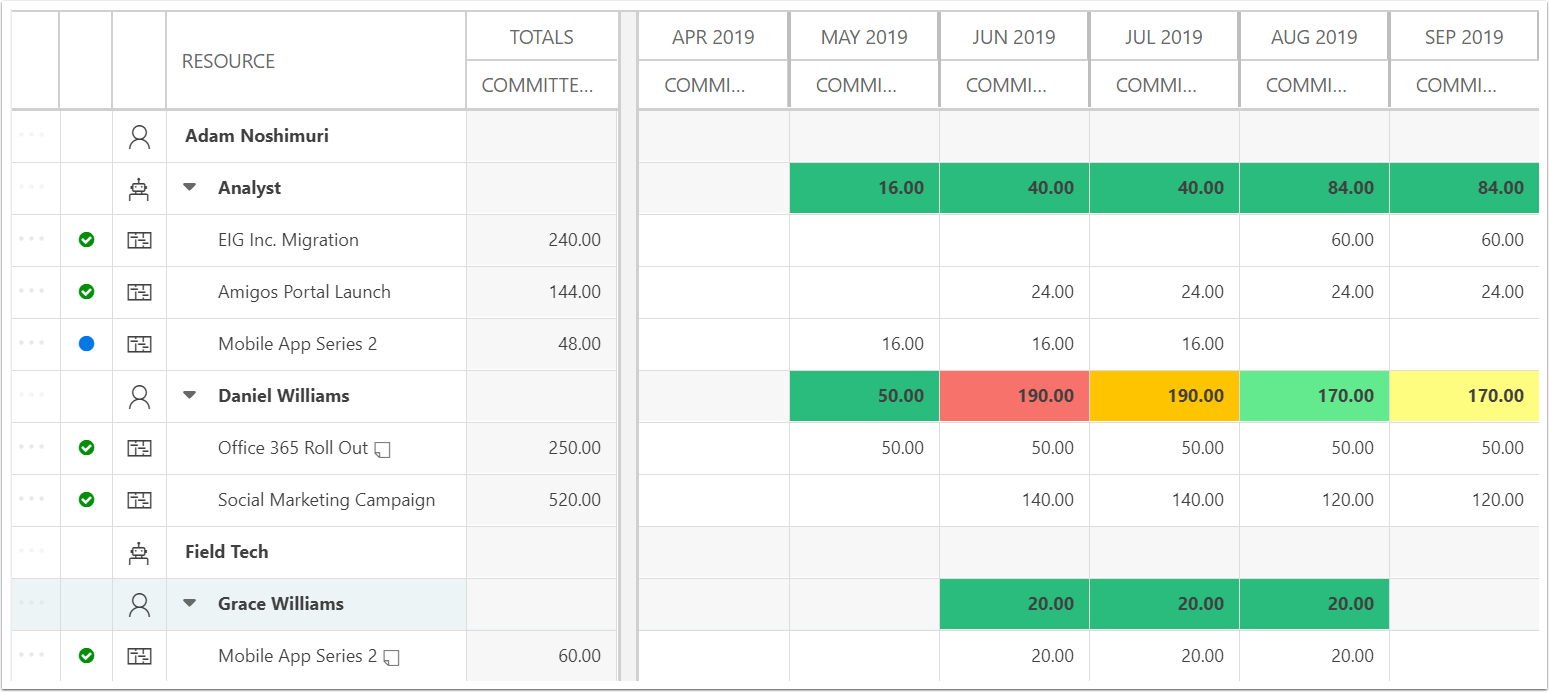 RESOURCE TOTALS APR 2019 MAY 2019 JUN 2019 JUL 2019 AUG 2019 SEP 2019
COMMITTE... COMMI... COMMI... COMMI... COMMI... COMMI... COMMI...
Adam Noshimuri
Analyst 16.00 40.00 40.00 84.00 84.00
EIG Inc. Migration 240.00 60.00 60.00
Amigos Portal Launch 144.00 24.00 24.00 24.00 24.00
Mobile App Series 2 48.00 16.00 16.00 16.00
Daniel Williams 50.00 190.00 190.00 170.00 170.00
Office 365 Roll Out 250.00 50.00 50.00 50.00 50.00 50.00
Social Marketing Campaign 520.00 140.00 140.00 120.00 120.00
Field Tech
Grace Williams 20.00 20.00 20.00
Mobile App Series 2 60.00 20.00 20.00 20.00